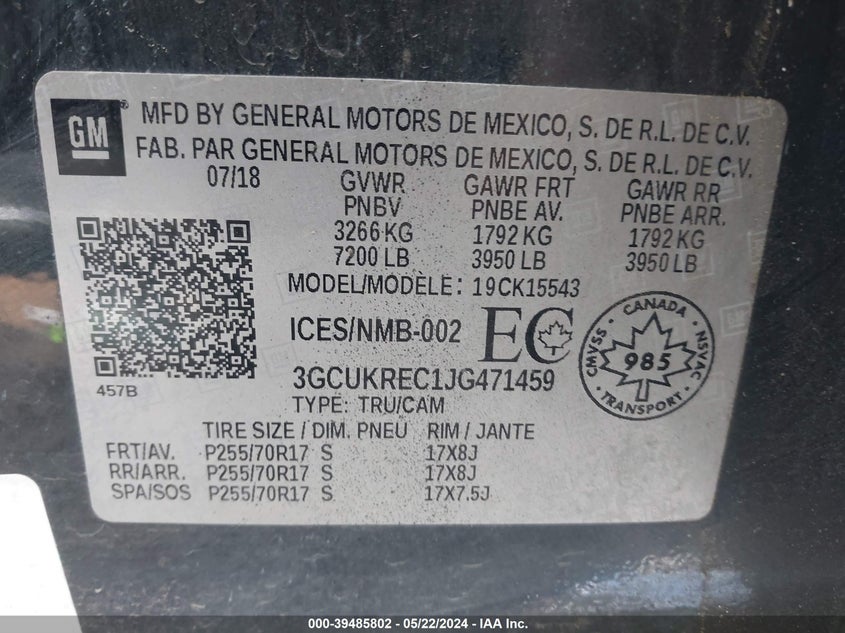 GM®
MFD BY GENERAL MOTORS DE MEXICO, S. DE R.L. DE C.V.
FAB. PAR GENERAL MOTORS DE MEXICO, S. DE R.L. DE C.V.
07/18 GVWR GAWR FRT GAWR RR
PNBV PNBE AV. PNBE ARR.
3266 KG 1792 KG 1792 KG
7200 LB 3950 LB 3950 LB
MODEL/MODÈLE: 19CK15543
ICES/NMB-002 EC
CANADA
CMVSS 985 NSVAC
TRANSPORT
457B
3GCUKREC1JG471459
TYPE: TRU/CAM
TIRE SIZE / DIM. PNEU RIM / JANTE
FRT/AV. P255/70R17 S 17X8J
RR/ARR. P255/70R17 S 17X8J
SPA/SOS P255/70R17 S 17X7.5J
000-39485802 - 05/22/2024 - IAA Inc.